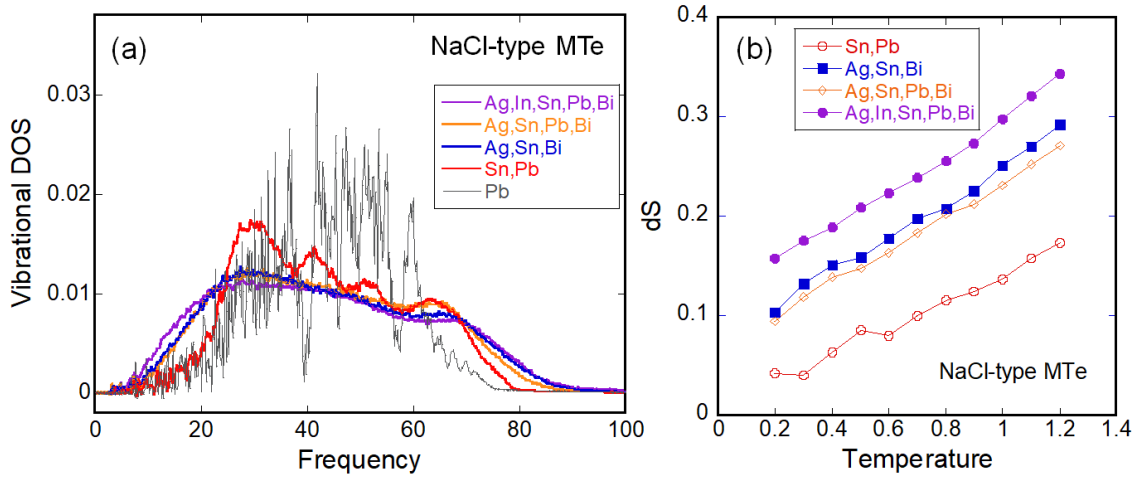 (a)
NaCl-type MTe
Ag,In,Sn,Pb,Bi
Ag,Sn,Pb,Bi
Ag,Sn,Bi
Sn,Pb
Pb
Vibrational DOS
0.03
0.02
0.01
0
0 20 40 60 80 100
Frequency
(b)
Sn,Pb
Ag,Sn,Bi
Ag,Sn,Pb,Bi
Ag,In,Sn,Pb,Bi
dS
0.4
0.3
0.2
0.1
0
NaCl-type MTe
0 0.2 0.4 0.6 0.8 1 1.2 1.4
Temperature